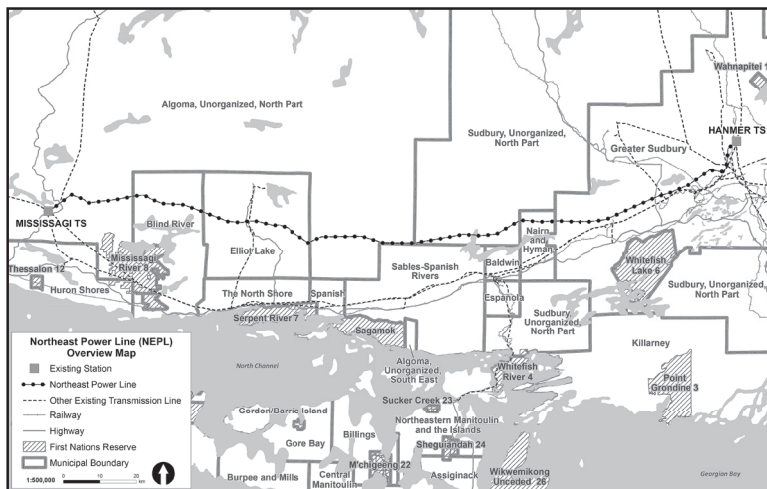 Wahnapitei 1
HANMER TS
Algoma, Unorganized, North Part
Sudbury, Unorganized,
North Part
Greater Sudbury
MISSISSAGI TS
Blind River
Elliot Lake
Nairn
and
Hyman
Thessalon 12
Mississagi
River 8
Huron Shores
Sables-Spanish
Rivers
Baldwin
Whitefish
Lake 6
Sudbury, Unorganized,
North Part
The North Shore
Spanish
Espanola
Serpent River 7
Sagamok
Sudbury,
Unorganized,
North Part
Killarney
Northeast Power Line (NEPL)
Overview Map
Existing Station
Northeast Power Line
Other Existing Transmission Line
Railway
Highway
First Nations Reserve
Municipal Boundary
1:500,000
0 10 20
km
North Channel
Algoma,
Unorganized,
South East
Whitefish
River 4
Point
Grondine 3
Sucker Creek 23
Gordon/Barrie Island
Northeastern Manitoulin
and the Islands
Gore Bay
Billings
Sheguiandah 24
M'chigeeng 22
Burpee and Mills
Central
Manitoulin
Assiginack
Wikwemikong
Unceded 26
Georgian Bay